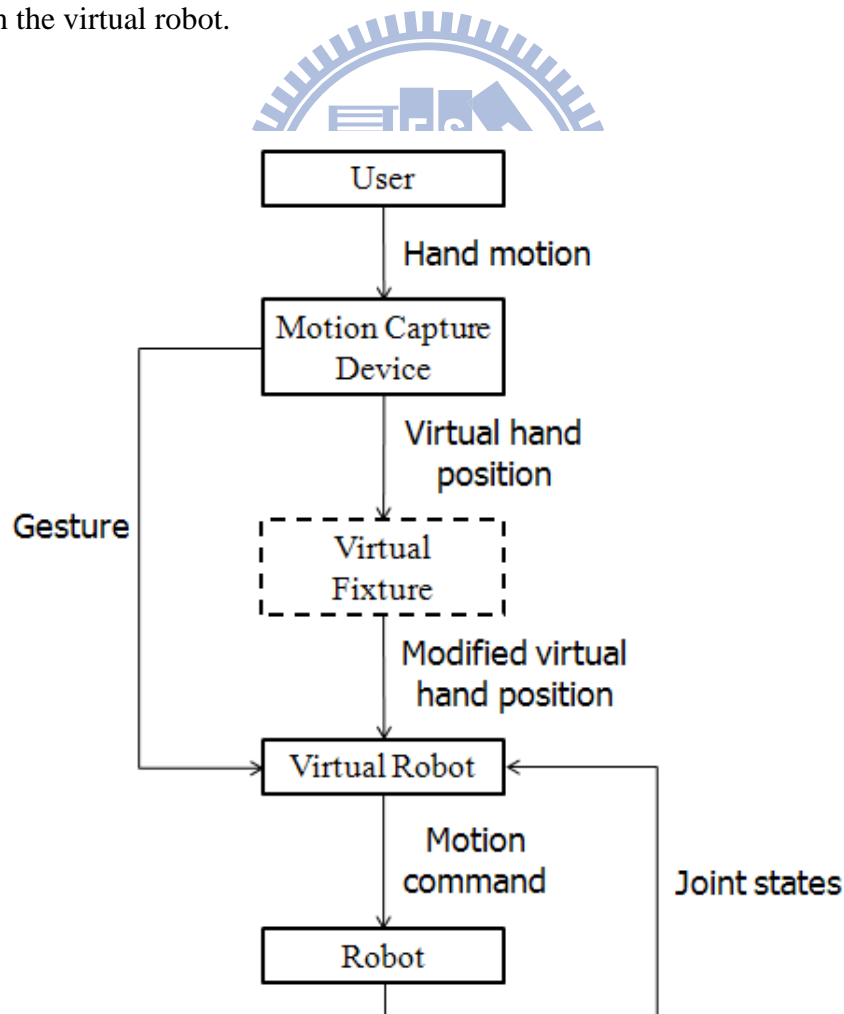 n the virtual robot.
User
Hand motion
Motion Capture
Device
Virtual hand
position
Gesture
Virtual
Fixture
Modified virtual
hand position
Virtual Robot
Motion
command
Joint states
Robot